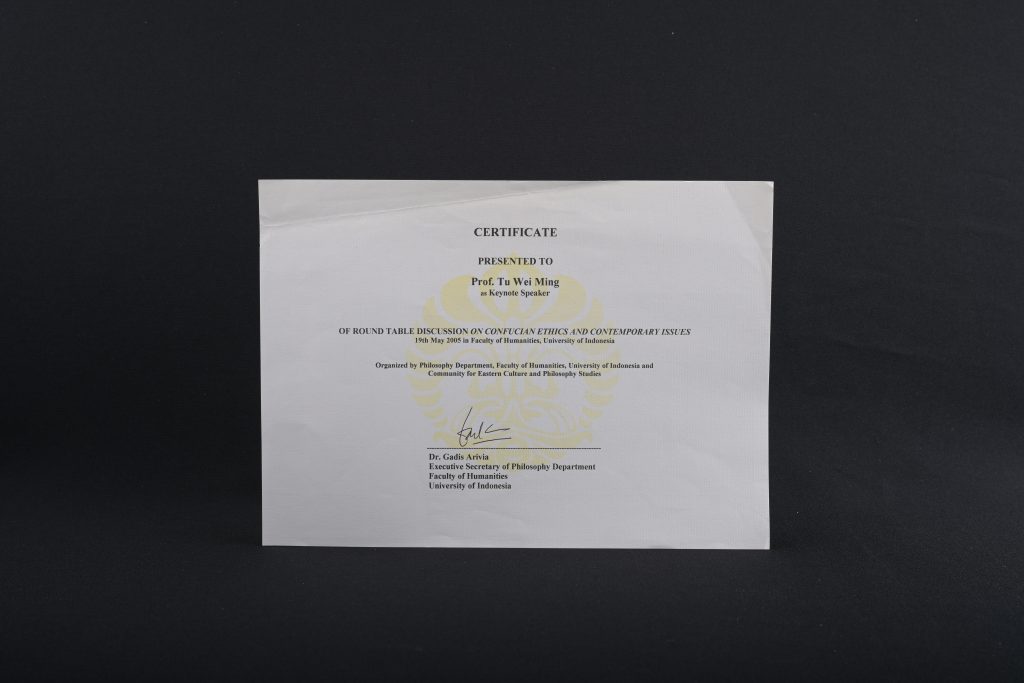 CERTIFICATE
PRESENTED TO
Prof. Tu Wei Ming
as Keynote Speaker
OF ROUND TABLE DISCUSSION ON CONFUCIAN ETHICS AND CONTEMPORARY ISSUES
19th May 2005 in Faculty of Humanities, University of Indonesia
Organized by Philosophy Department, Faculty of Humanities, University of Indonesia and
Community for Eastern Culture and Philosophy Studies
Dr. Gadis Arivia
Executive Secretary of Philosophy Department
Faculty of Humanities
University of Indonesia